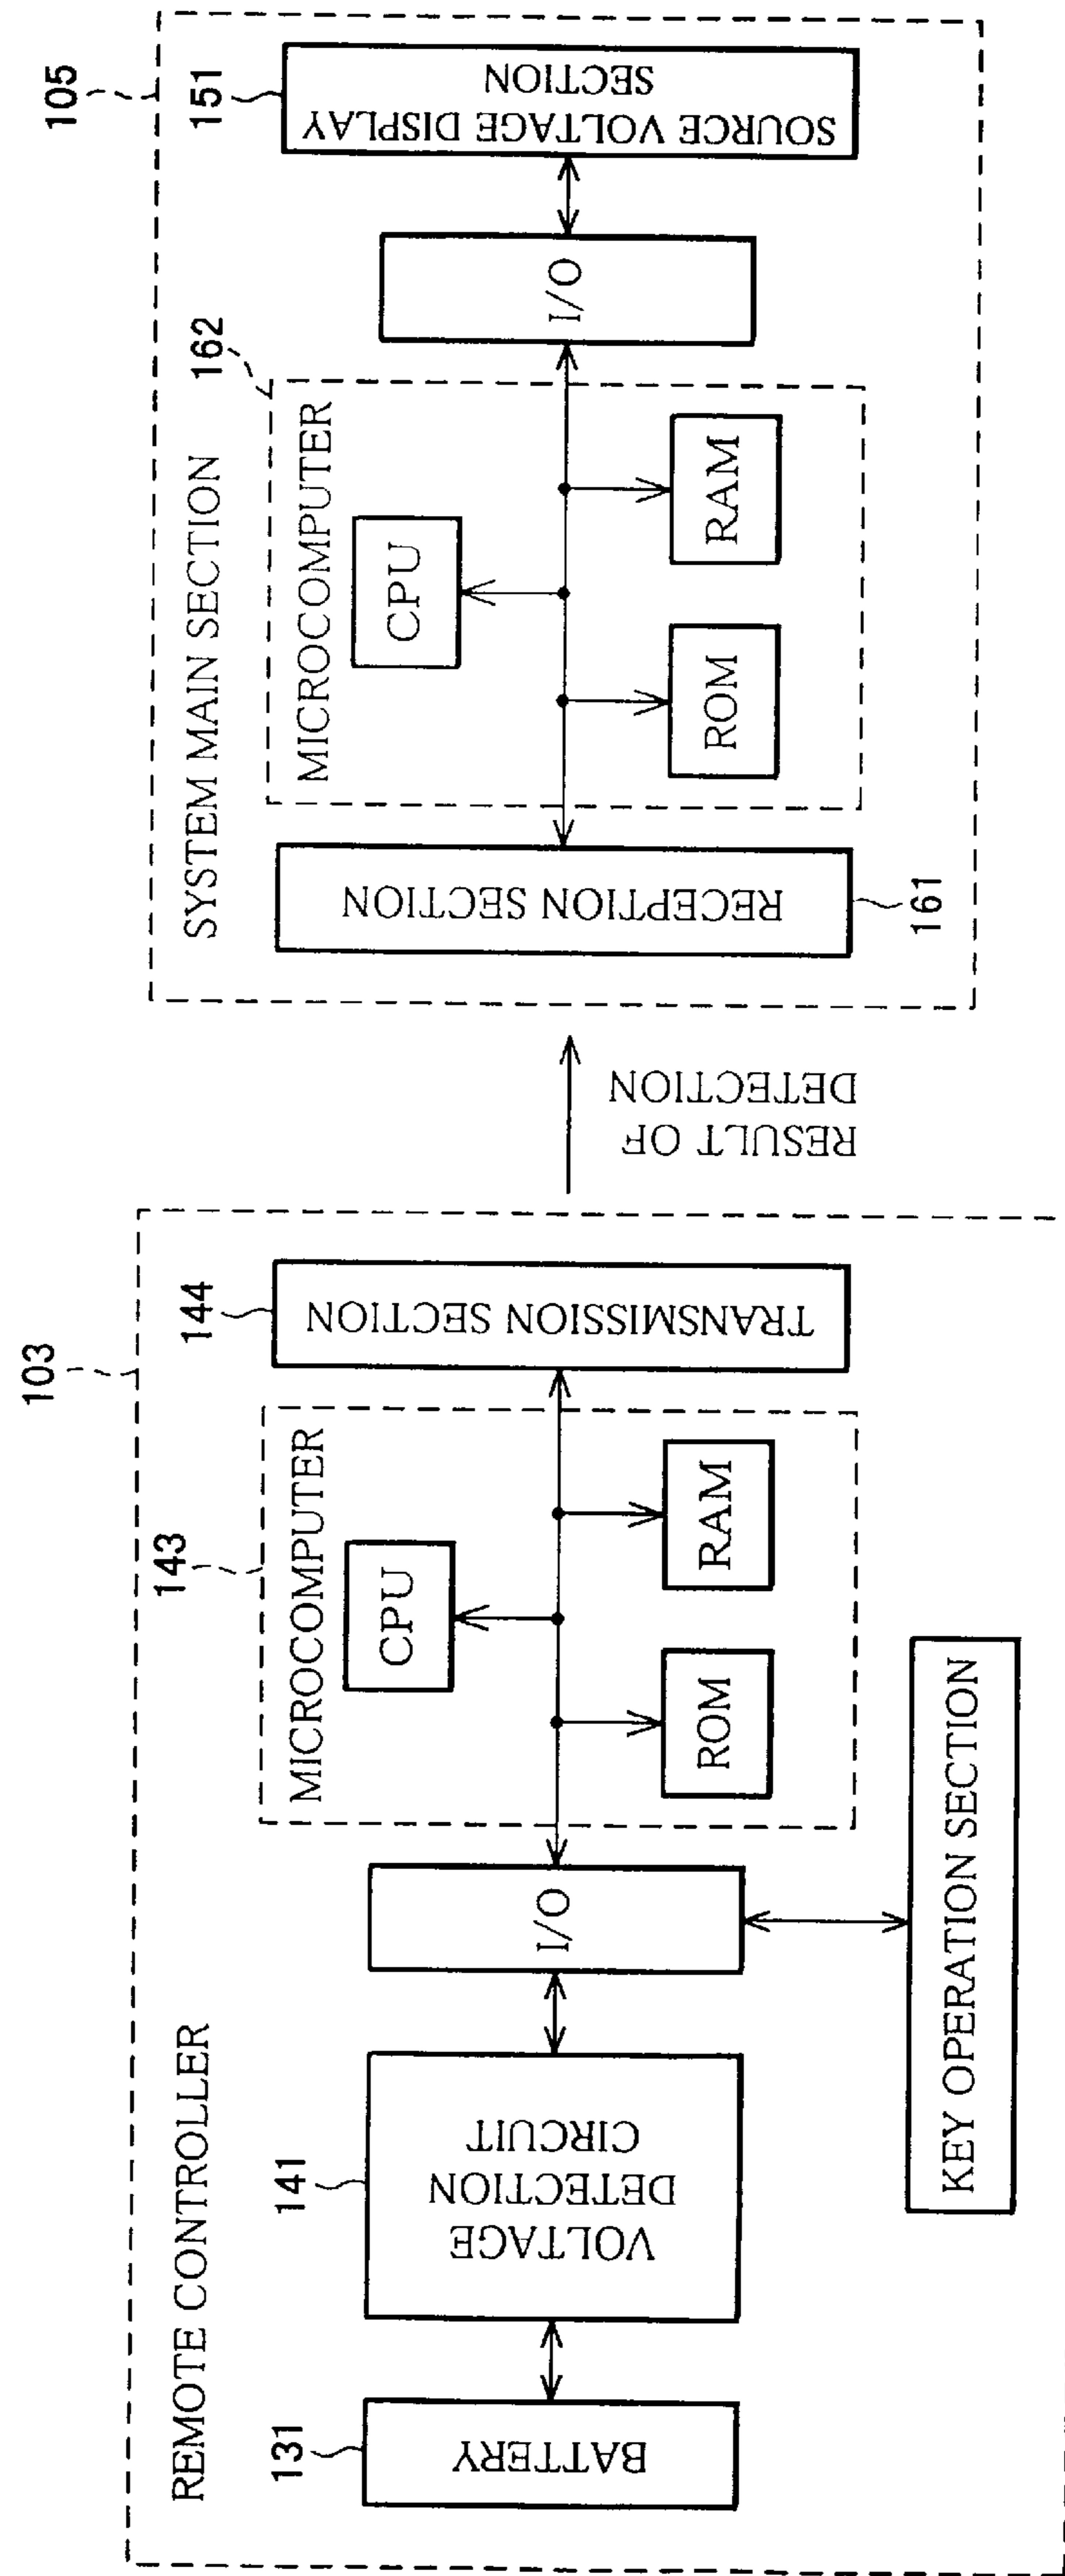 103
REMOTE CONTROLLER
131
BATTERY
141
VOLTAGE
DETECTION
CIRCUIT
I/O
KEY OPERATION SECTION
143
MICROCOMPUTER
CPU
ROM
RAM
144
TRANSMISSION SECTION
RESULT OF
DETECTION
105
SYSTEM MAIN SECTION
RECEPTION SECTION
161
162
MICROCOMPUTER
CPU
ROM
RAM
I/O
151
SOURCE VOLTAGE DISPLAY
SECTION